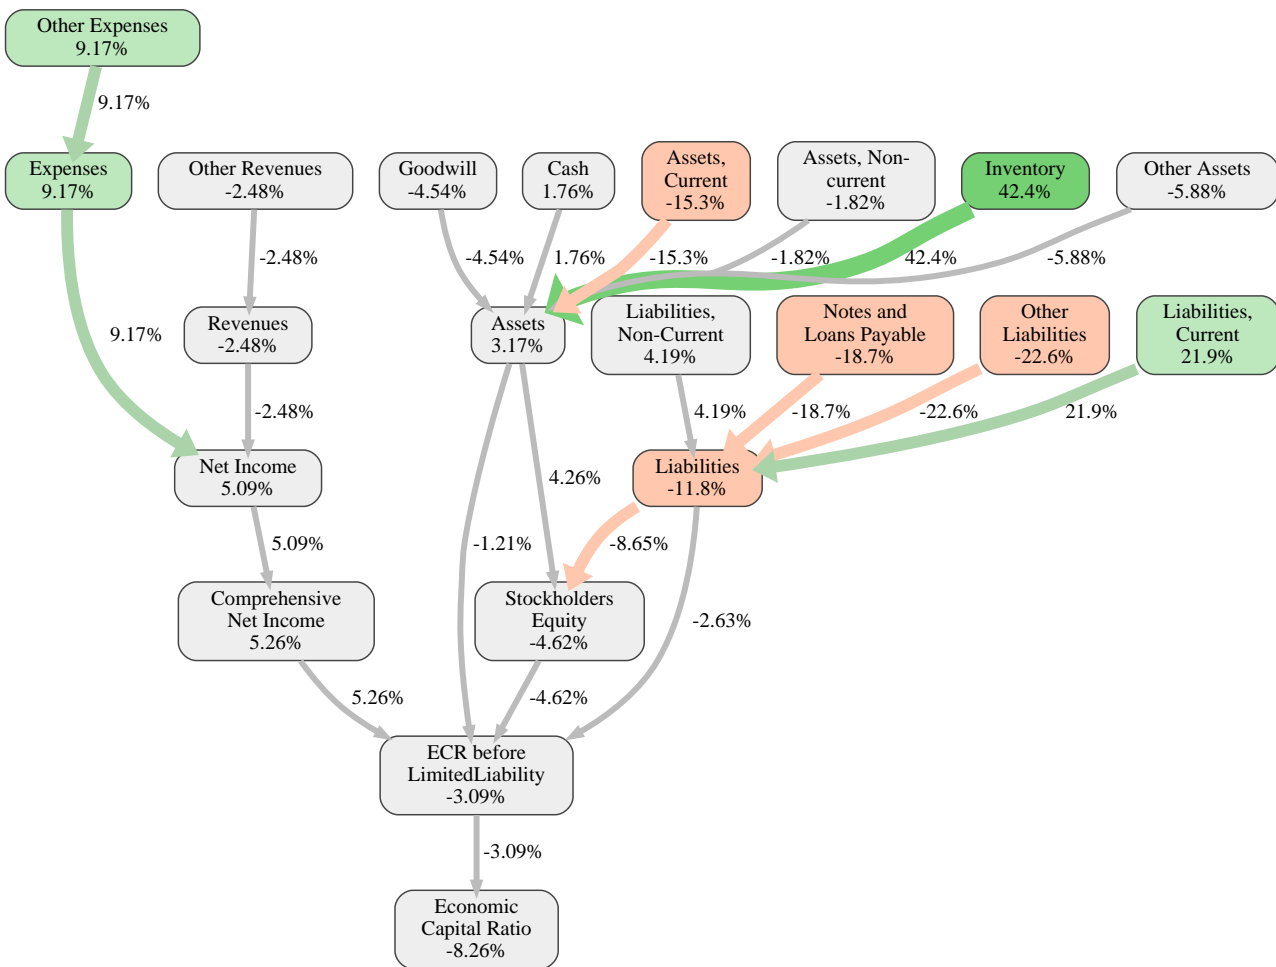 Other Expenses
9.17%
9.17%
Expenses
9.17%
Other Revenues
-2.48%
Goodwill
-4.54%
Cash
1.76%
Assets,
Current
-15.3%
Assets, Non-
current
-1.82%
Inventory
42.4%
Other Assets
-5.88%
-2.48%
-4.54%
1.76%
-15.3%
-1.82%
42.4%
-5.88%
9.17%
Revenues
-2.48%
Assets
3.17%
Liabilities,
Non-Current
4.19%
Notes and
Loans Payable
-18.7%
Other
Liabilities
-22.6%
Liabilities,
Current
21.9%
-2.48%
4.19%
-18.7%
-22.6%
21.9%
Net Income
5.09%
4.26%
Liabilities
-11.8%
5.09%
-1.21%
-8.65%
Comprehensive
Net Income
5.26%
Stockholders
Equity
-4.62%
-2.63%
5.26%
-4.62%
ECR before
LimitedLiability
-3.09%
-3.09%
Economic
Capital Ratio
-8.26%